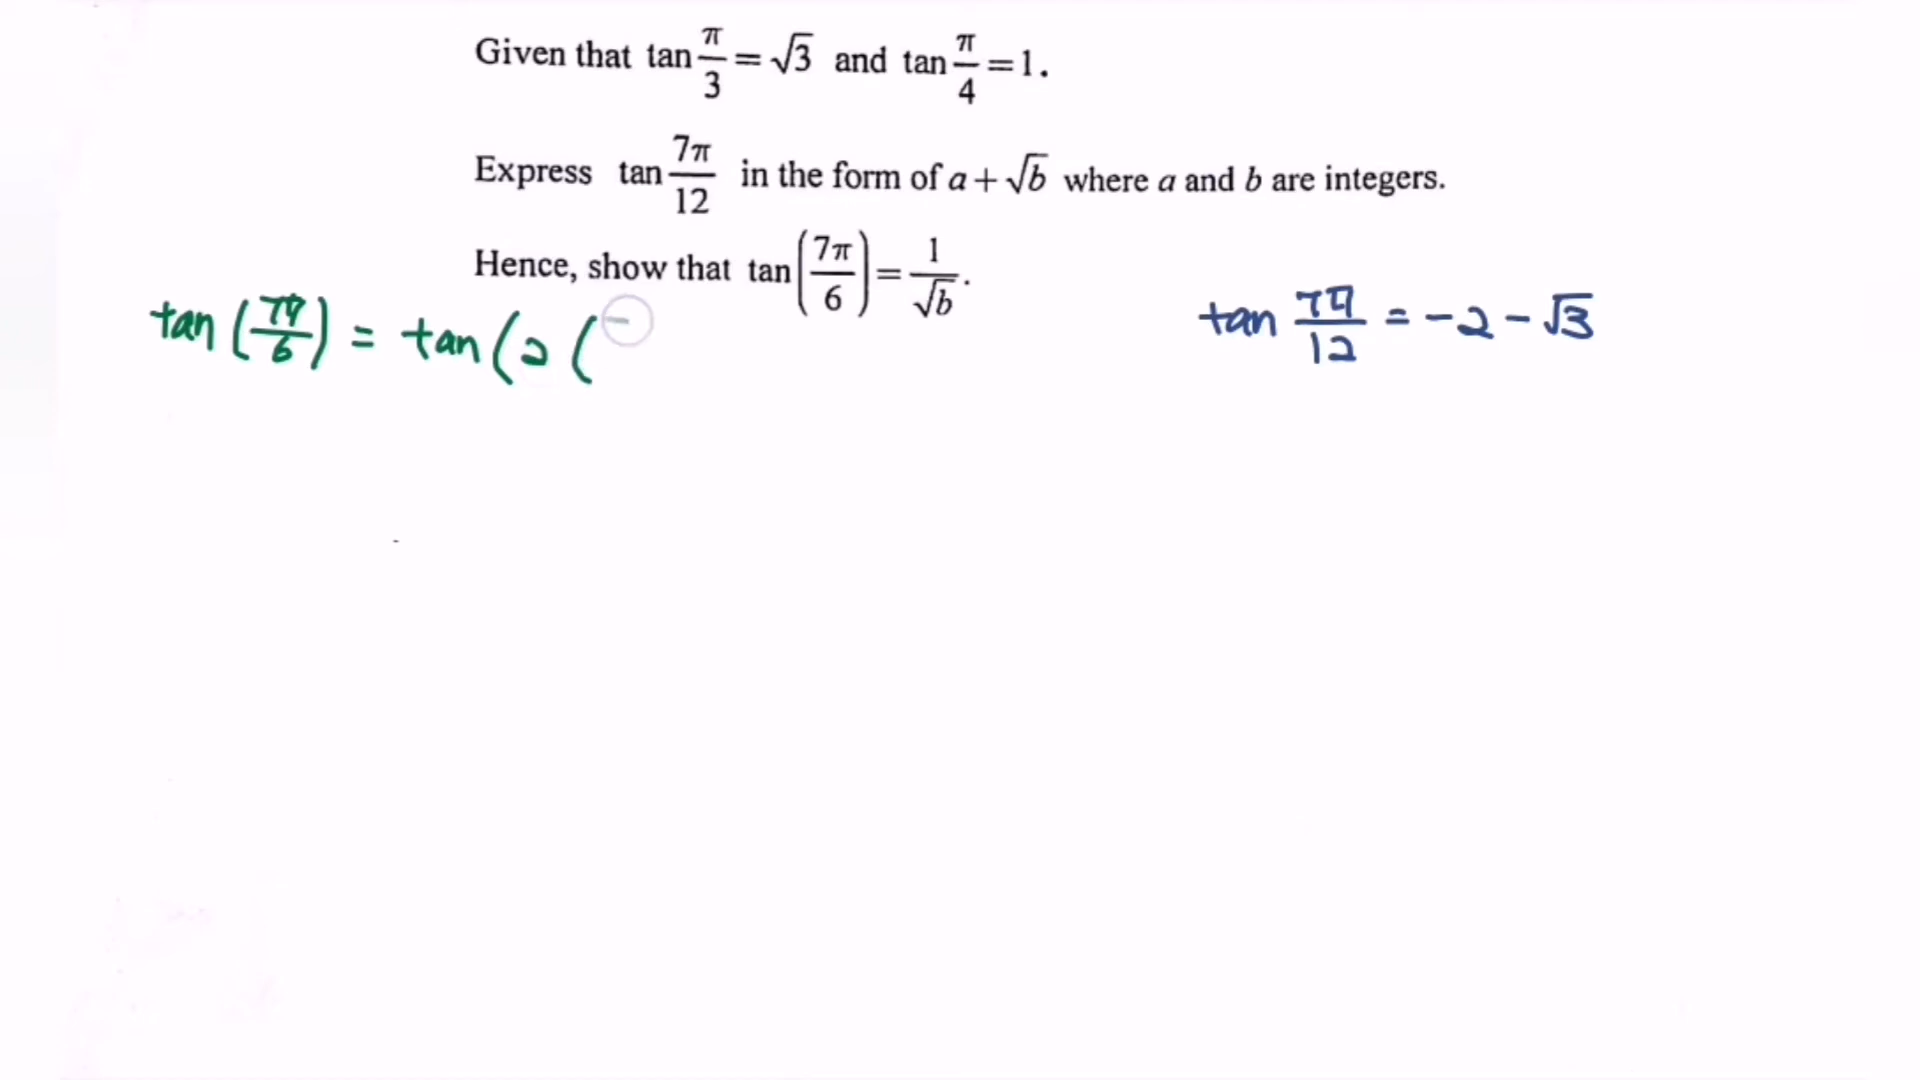 Given that tan π/3 = √3 and tan π/4 = 1.
Express tan 7π/12 in the form of a + √b where a and b are integers.
Hence, show that tan(7π/6) = 1/√b.
tan (7π/6) = tan (2 (
tan 7π/12 = -2 - √3